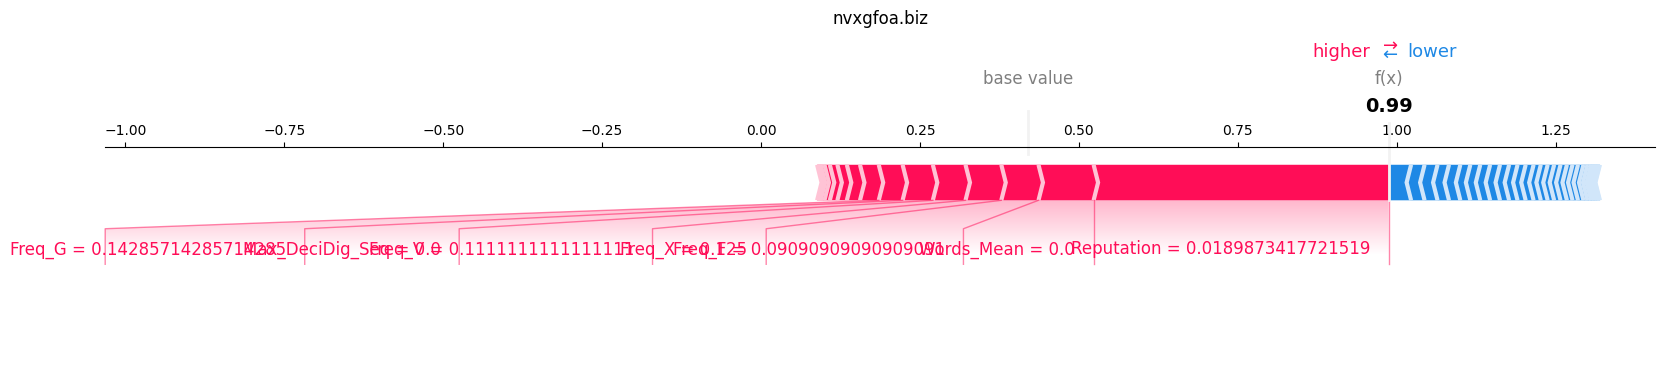 nvxgfoa.biz
higher ⇄ lower
base value f(x)
0.99
−1.00 −0.75 −0.50 −0.25 0.00 0.25 0.50 0.75 1.00 1.25
Freq_G = 0.14285714285714285 Max_DeciDig_Seq = 0.0 Freq_V = 0.1111111111111111 Freq_X = 0.125 Freq_F = 0.09090909090909091 Words_Mean = 0.0 Reputation = 0.0189873417721519